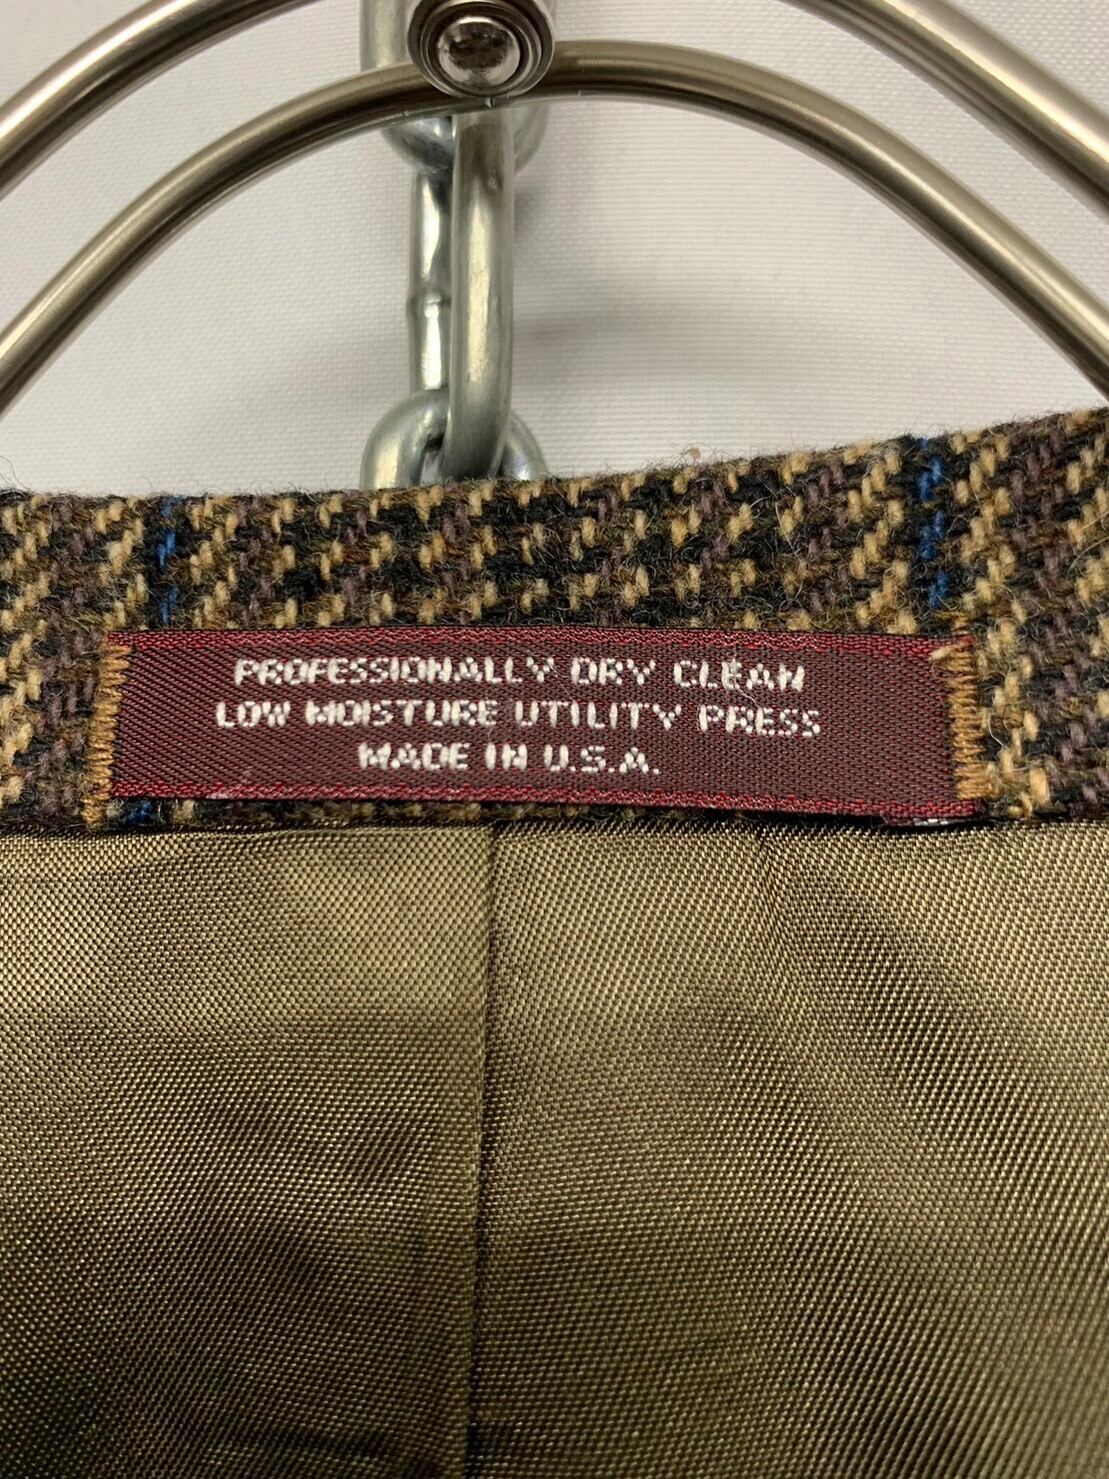 PROFESSIONALLY DRY CLEAN
LOW MOISTURE UTILITY PRESS
MADE IN U.S.A.